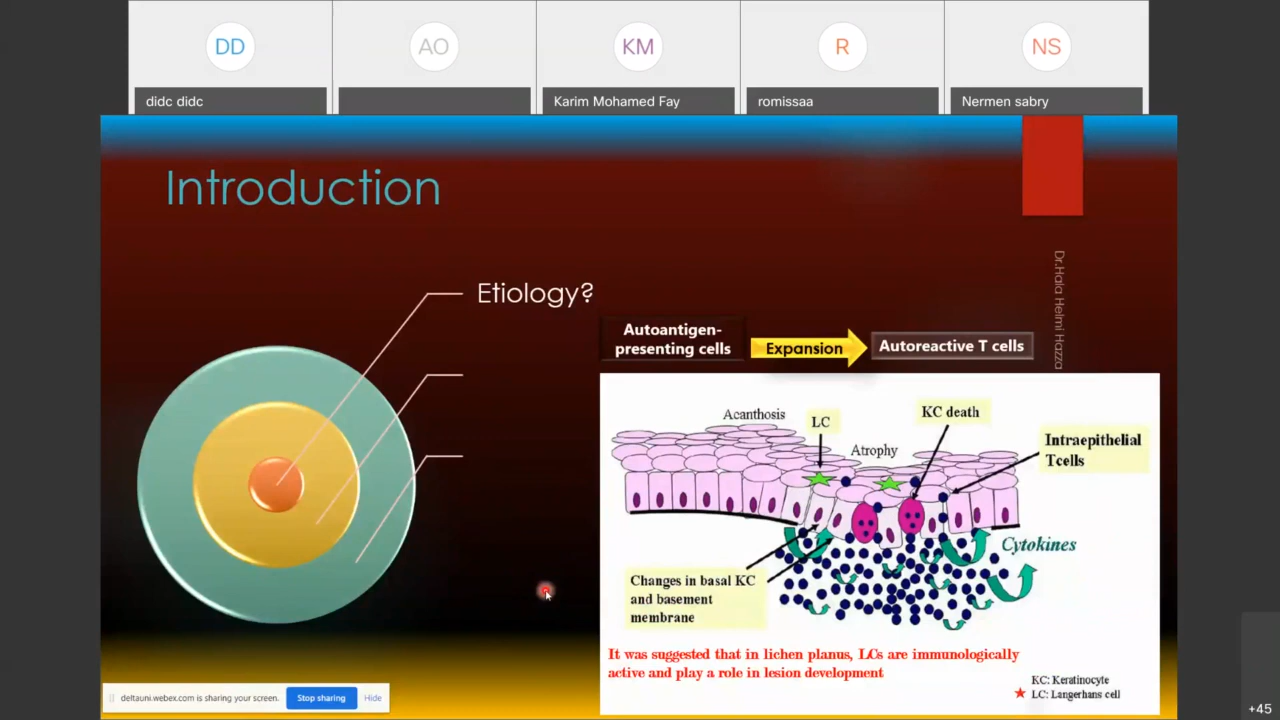 DD
AO
KM
R
NS
didc didc
Karim Mohamed Fay
romissaa
Nermen sabry
Introduction
Etiology?
Dr.Hala Helmi Hazza
Autoantigen-
presenting cells
Expansion
Autoreactive T cells
Acanthosis
LC
KC death
Atrophy
Intraepithelial
Tcells
Cytokines
Changes in basal KC
and basement
membrane
It was suggested that in lichen planus, LCs are immunologically
active and play a role in lesion development
KC: Keratinocyte
LC: Langerhans cell
deltauni.webex.com is sharing your screen.
Stop sharing
Hide
+45